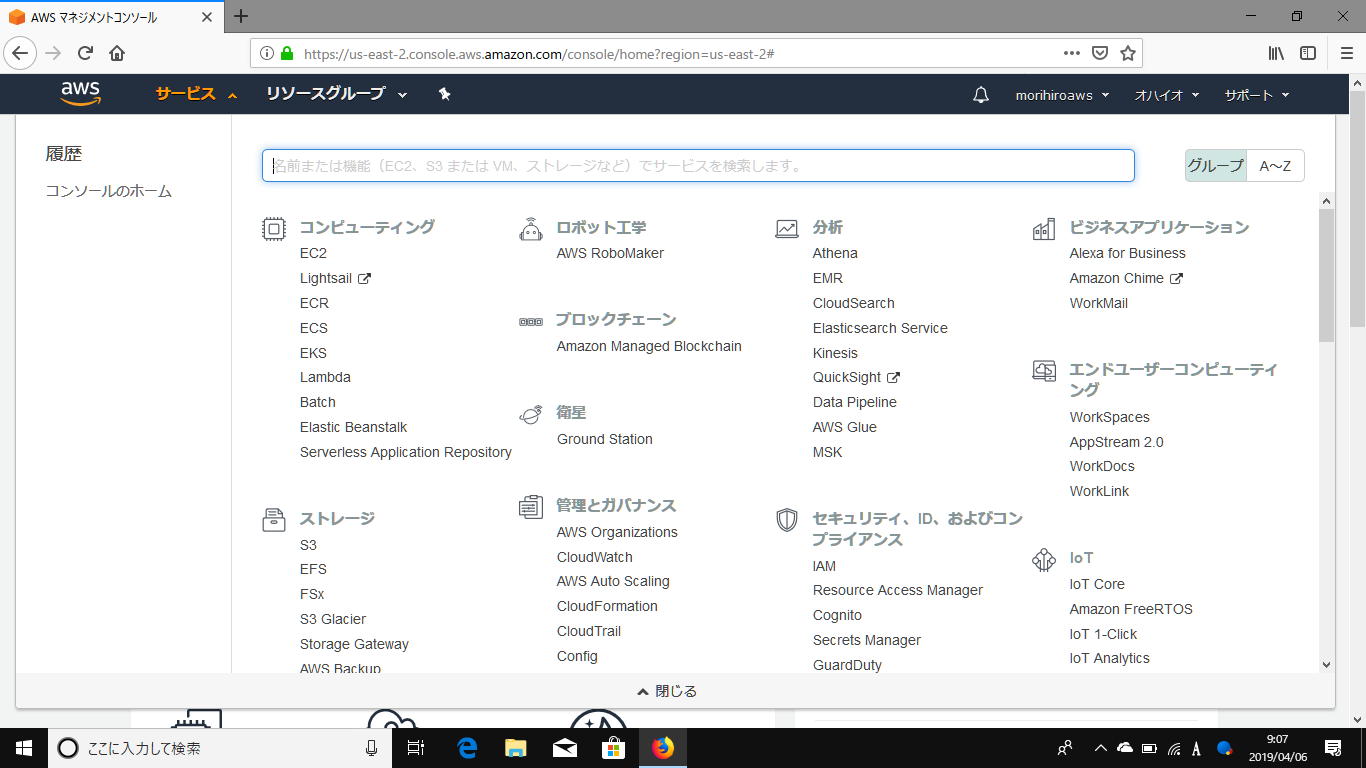 AWS マネジメントコンソール
https://us-east-2.console.aws.amazon.com/console/home?region=us-east-2#
aws
サービス
リソースグループ
morihiroaws
オハイオ
サポート
履歴
コンソールのホーム
名前または機能（EC2、S3 または VM、ストレージなど）でサービスを検索します。
グループ
A～Z
コンピューティング
EC2
Lightsail
ECR
ECS
EKS
Lambda
Batch
Elastic Beanstalk
Serverless Application Repository
ストレージ
S3
EFS
FSx
S3 Glacier
Storage Gateway
AWS Backup
ロボット工学
AWS RoboMaker
ブロックチェーン
Amazon Managed Blockchain
衛星
Ground Station
管理とガバナンス
AWS Organizations
CloudWatch
AWS Auto Scaling
CloudFormation
CloudTrail
Config
分析
Athena
EMR
CloudSearch
Elasticsearch Service
Kinesis
QuickSight
Data Pipeline
AWS Glue
MSK
セキュリティ、ID、およびコン
プライアンス
IAM
Resource Access Manager
Cognito
Secrets Manager
GuardDuty
ビジネスアプリケーション
Alexa for Business
Amazon Chime
WorkMail
エンドユーザーコンピューティ
ング
WorkSpaces
AppStream 2.0
WorkDocs
WorkLink
IoT
IoT Core
Amazon FreeRTOS
IoT 1-Click
IoT Analytics
閉じる
ここに入力して検索
A
9:07
2019/04/06